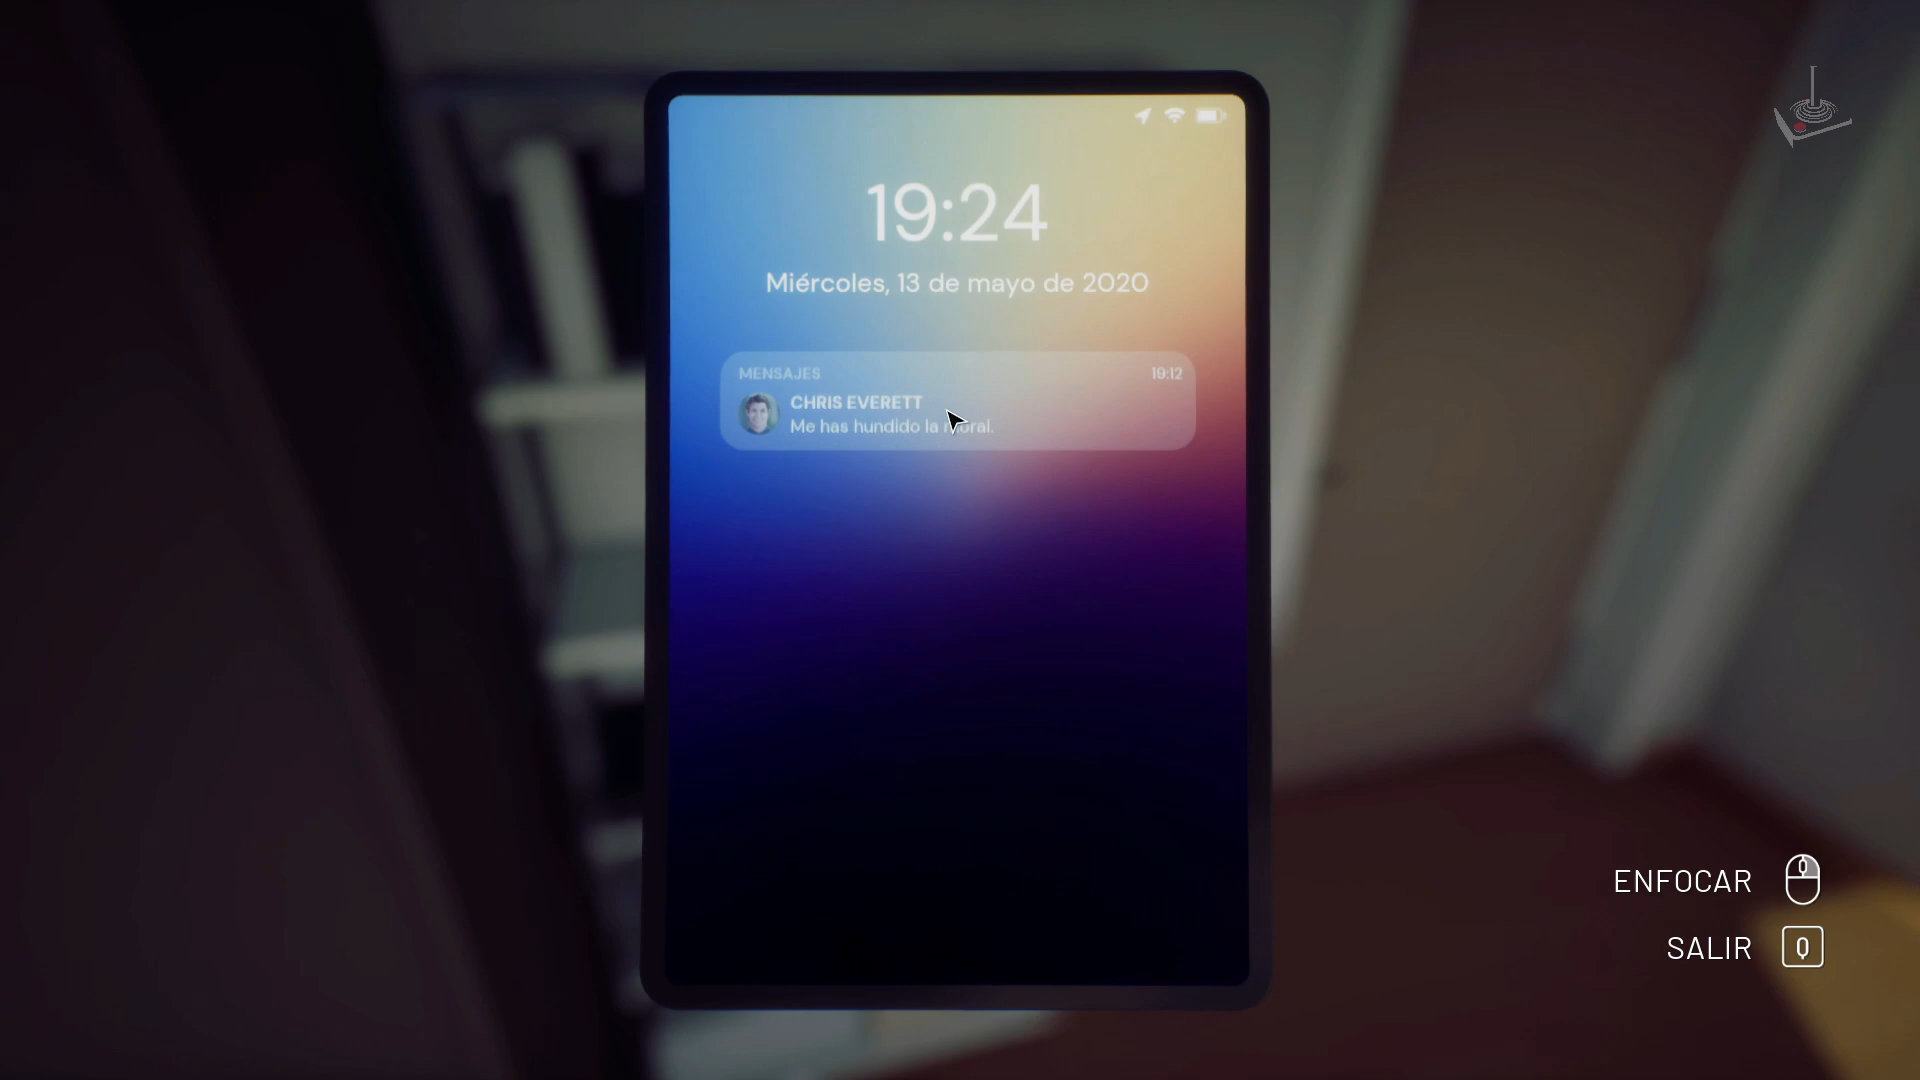 19:24
Miércoles, 13 de mayo de 2020
MENSAJES 19:12
CHRIS EVERETT
Me has hundido la moral.
ENFOCAR
SALIR Q